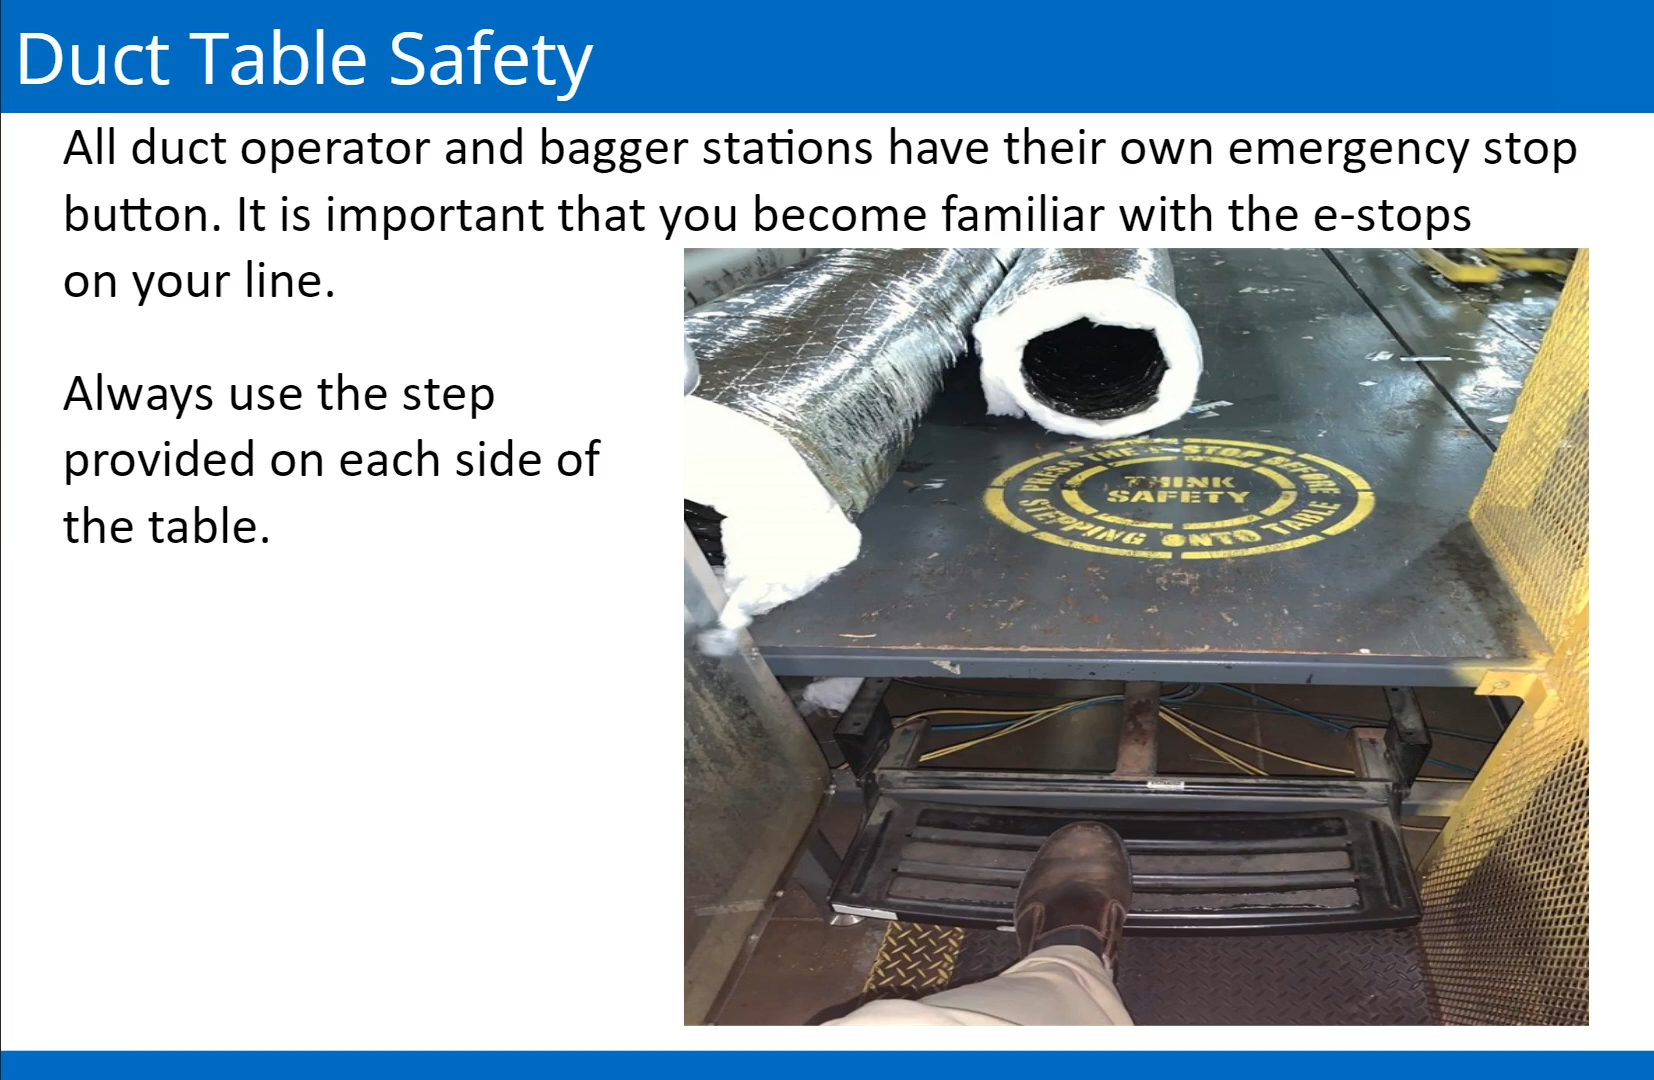 Duct Table Safety
All duct operator and bagger stations have their own emergency stop
button. It is important that you become familiar with the e-stops
on your line.
Always use the step
provided on each side of
the table.
PRESS THE E-STOP BEFORE
STEPPING ONTO TABLE
THINK
SAFETY